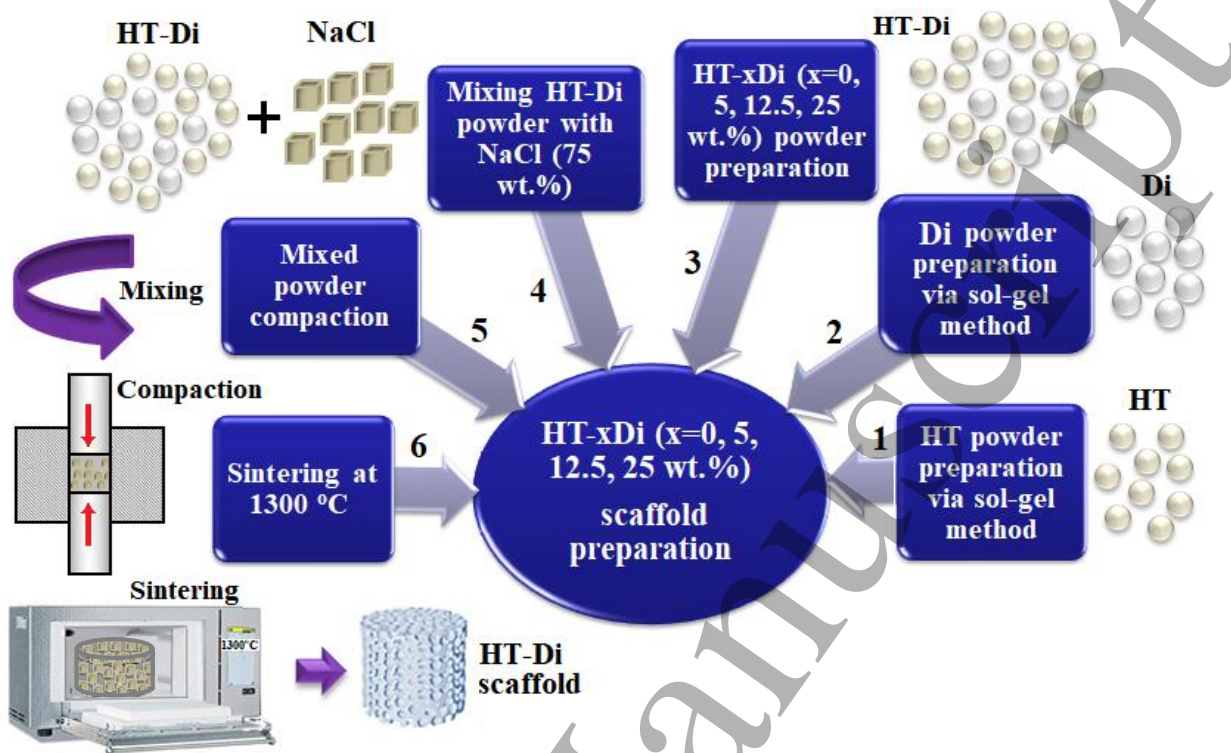 HT-Di
NaCl
+
Mixing HT-Di
powder with
NaCl (75
wt.%)
HT-xDi (x=0,
5, 12.5, 25
wt.%) powder
preparation
HT-Di
Di
Di powder
preparation
via sol-gel
method
Mixed
powder
compaction
Mixing
4
3
5
2
Compaction
HT
6
1
Sintering at
1300 °C
HT-xDi (x=0, 5,
12.5, 25 wt.%)
scaffold
preparation
HT powder
preparation
via sol-gel
method
Sintering
1300°C
HT-Di
scaffold
anuscript